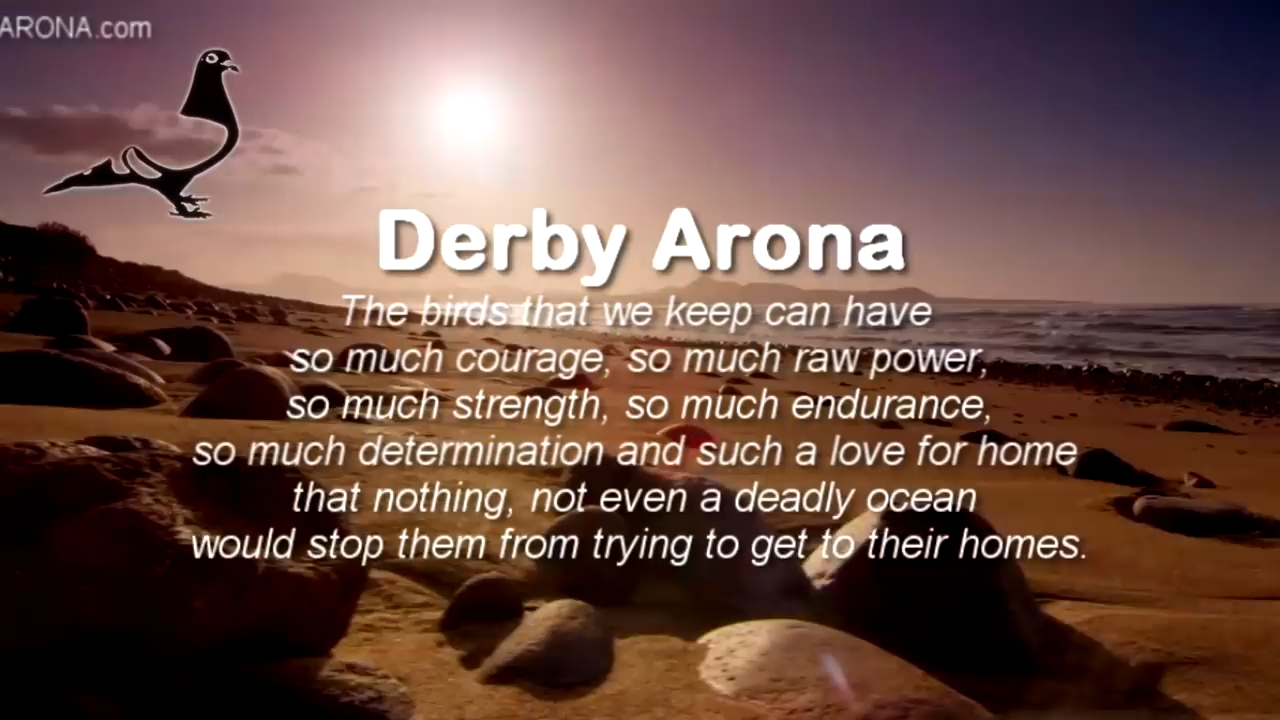 ARONA.com
Derby Arona
The birds that we keep can have
so much courage, so much raw power,
so much strength, so much endurance,
so much determination and such a love for home
that nothing, not even a deadly ocean
would stop them from trying to get to their homes.